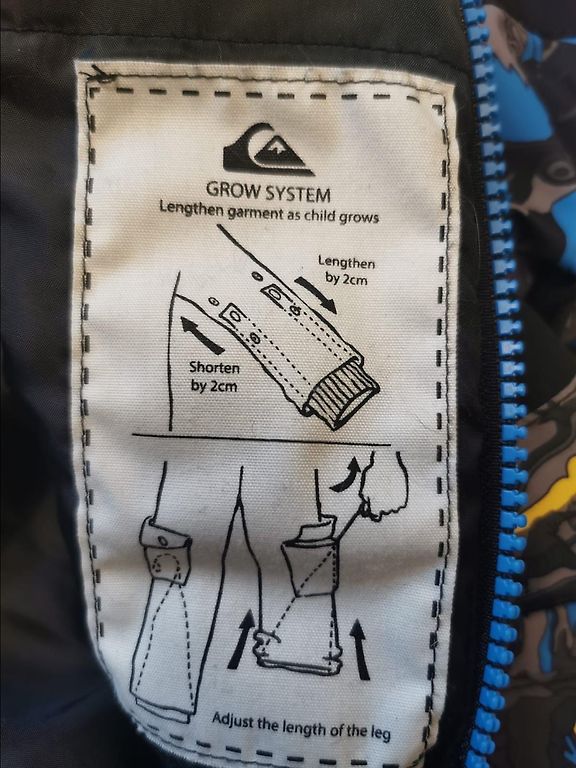 GROW SYSTEM
Lengthen garment as child grows
Lengthen
by 2cm
Shorten
by 2cm
Adjust the length of the leg